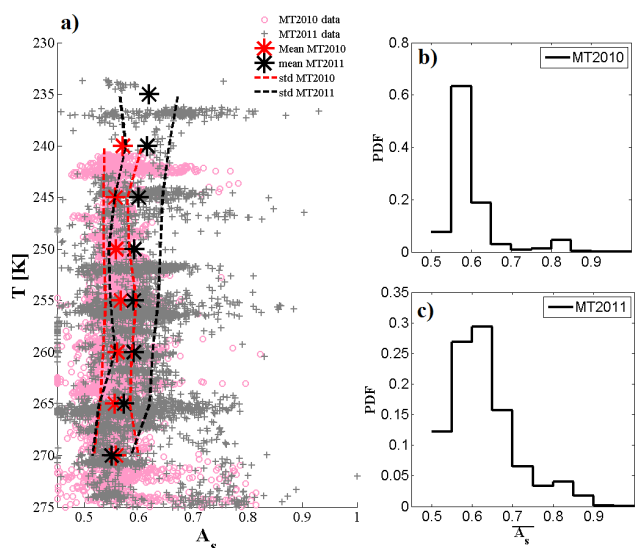 a)
MT2010 data
MT2011 data
Mean MT2010
mean MT2011
std MT2010
std MT2011
230
235
240
245
250
255
260
265
270
275
T [K]
0.5
0.6
0.7
0.8
0.9
1
A_s
b)
MT2010
0.8
0.6
0.4
0.2
0
PDF
0.5
0.6
0.7
0.8
0.9
c)
MT2011
0.35
0.3
0.25
0.2
0.15
0.1
0.05
0
PDF
0.5
0.6
0.7
0.8
0.9
A_s